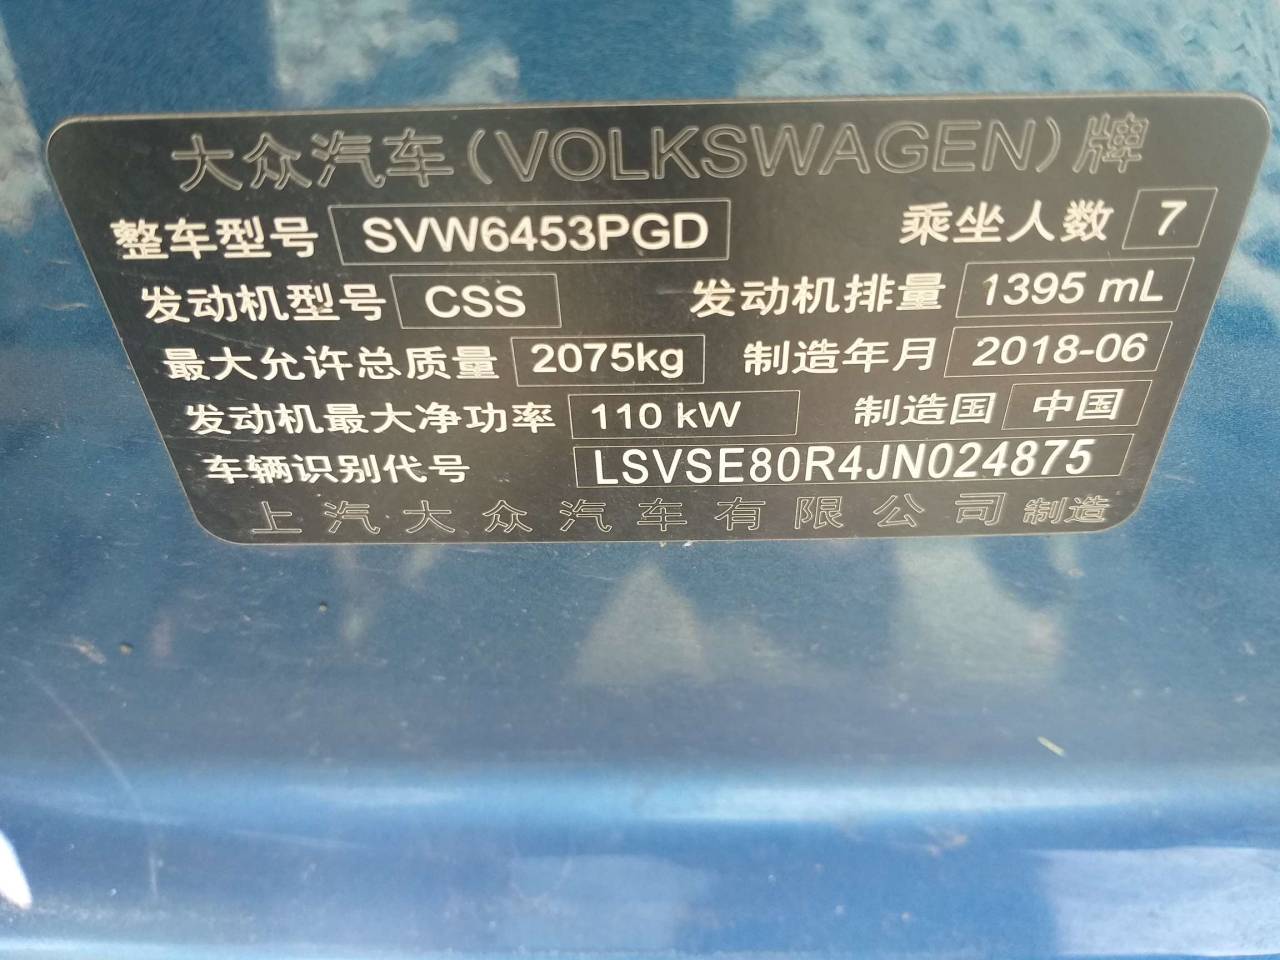 大众汽车(VOLKSWAGEN)牌
整车型号 SVW6453PGD 乘坐人数 7
发动机型号 CSS 发动机排量 1395 mL
最大允许总质量 2075kg 制造年月 2018-06
发动机最大净功率 110 kW 制造国 中国
车辆识别代号 LSVSE80R4JN024875
上汽大众汽车有限公司 制造